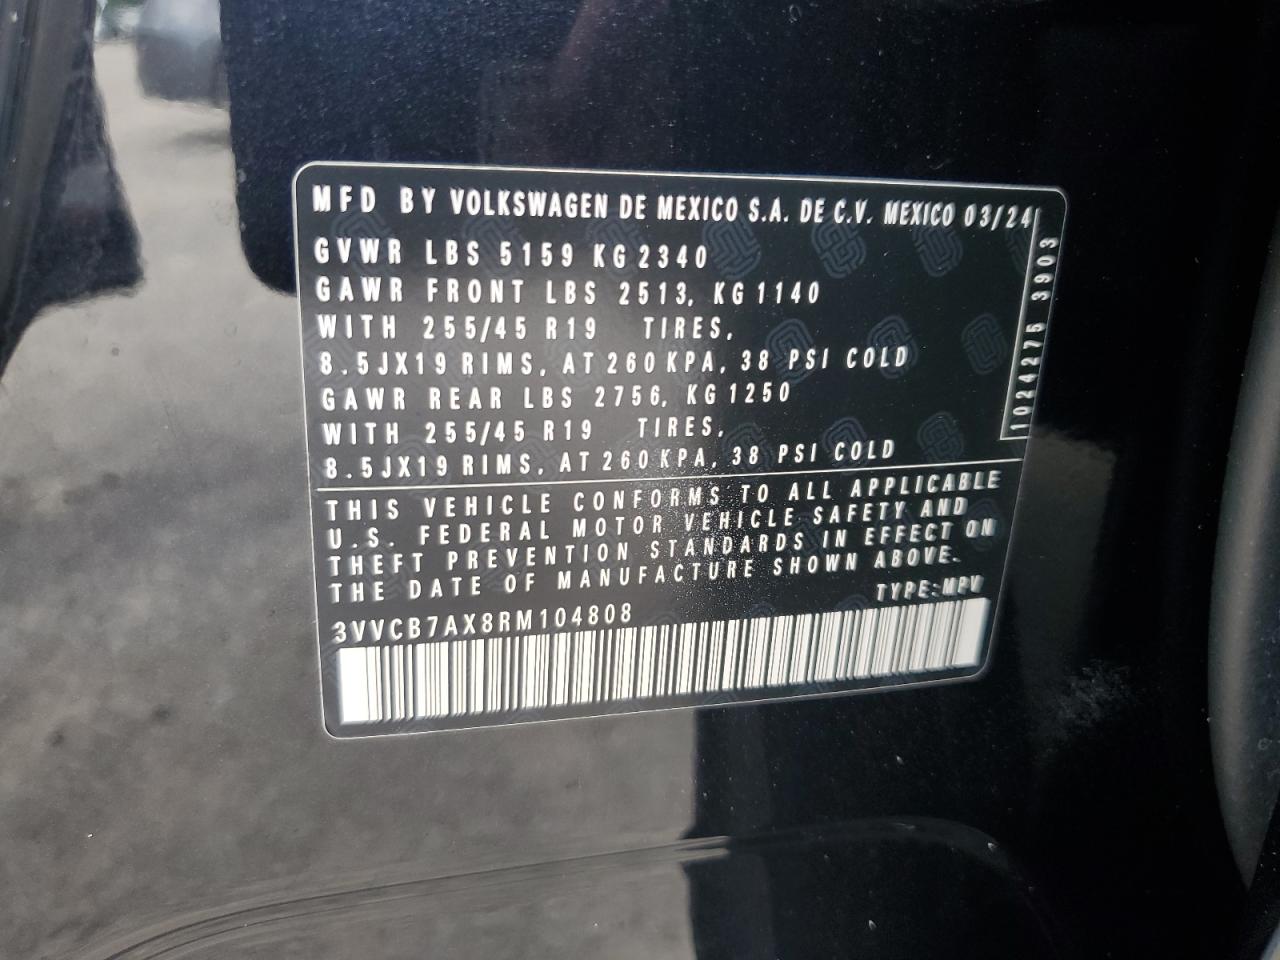 MFD BY VOLKSWAGEN DE MEXICO S.A. DE C.V. MEXICO 03/24
GVWR LBS 5159 KG 2340
GAWR FRONT LBS 2513, KG 1140
WITH 255/45 R19 TIRES,
8.5JX19 RIMS, AT 260 KPA, 38 PSI COLD
GAWR REAR LBS 2756, KG 1250
WITH 255/45 R19 TIRES,
8.5JX19 RIMS, AT 260 KPA, 38 PSI COLD
1024275 3903
THIS VEHICLE CONFORMS TO ALL APPLICABLE
U.S. FEDERAL MOTOR VEHICLE SAFETY AND
THEFT PREVENTION STANDARDS IN EFFECT ON
THE DATE OF MANUFACTURE SHOWN ABOVE.
TYPE:MPV
3VVCB7AX8RM104808